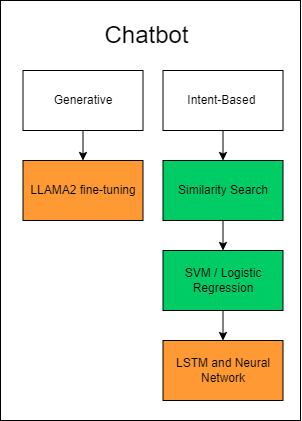 Chatbot
Generative
Intent-Based
LLAMA2 fine-tuning
Similarity Search
SVM / Logistic
Regression
LSTM and Neural
Network